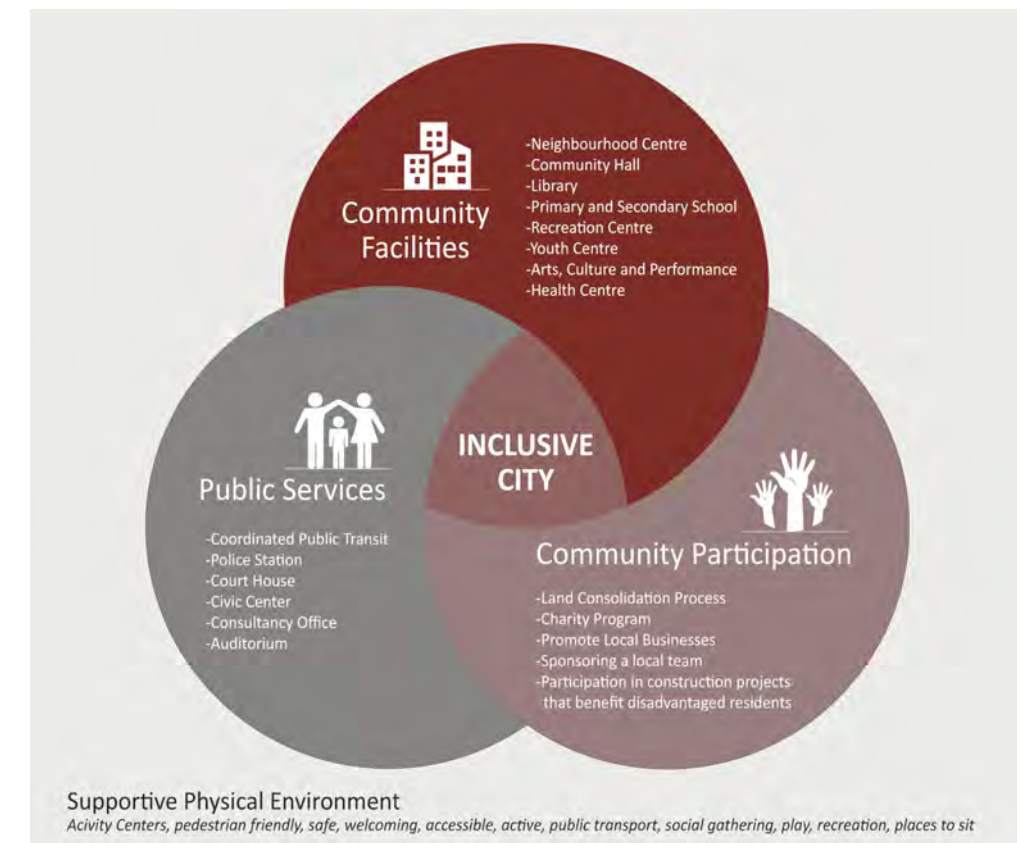 -Neighbourhood Centre
-Community Hall
-Library
-Primary and Secondary School
-Recreation Centre
-Youth Centre
-Arts, Culture and Performance
-Health Centre
Community
Facilities
INCLUSIVE
CITY
Public Services
-Coordinated Public Transit
-Police Station
-Court House
-Civic Center
-Consultancy Office
-Auditorium
Community Participation
-Land Consolidation Process
-Charity Program
-Promote Local Businesses
-Sponsoring a local team
-Participation in construction projects
that benefit disadvantaged residents
Supportive Physical Environment
Acivity Centers, pedestrian friendly, safe, welcoming, accessible, active, public transport, social gathering, play, recreation, places to sit